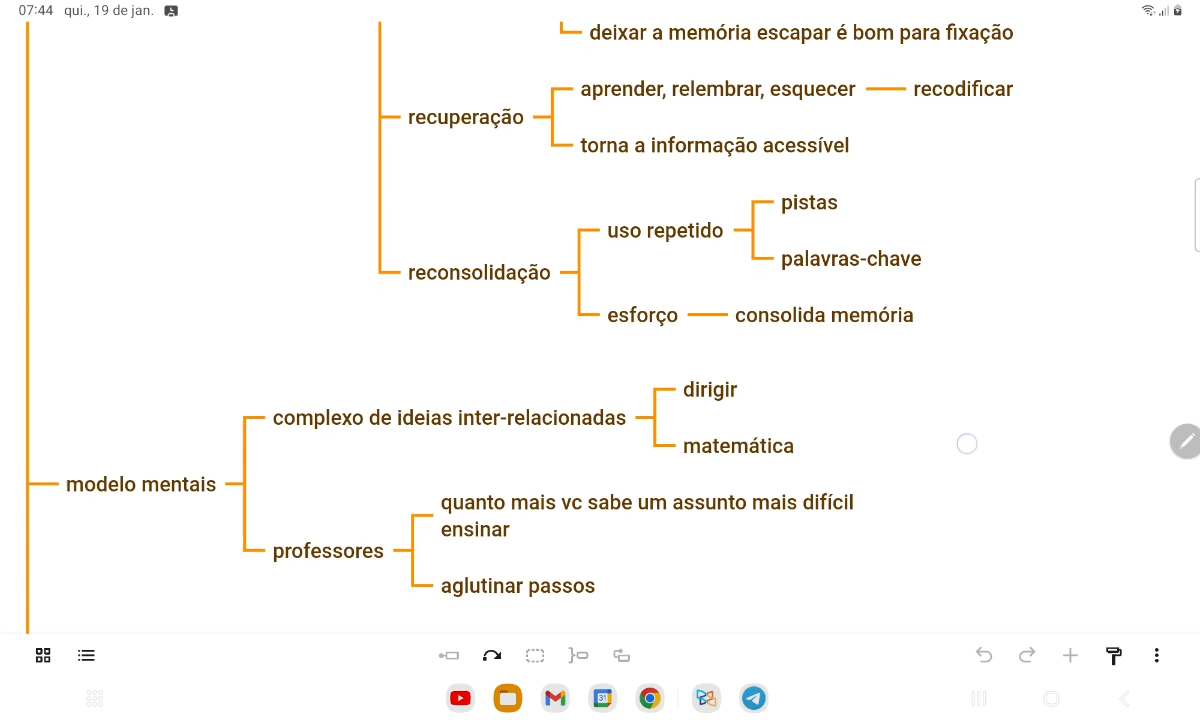 07:44 qui., 19 de jan.
deixar a memória escapar é bom para fixação
recuperação
aprender, relembrar, esquecer
recodificar
torna a informação acessível
reconsolidação
uso repetido
pistas
palavras-chave
esforço
consolida memória
modelo mentais
complexo de ideias inter-relacionadas
dirigir
matemática
professores
quanto mais vc sabe um assunto mais difícil
ensinar
aglutinar passos
31